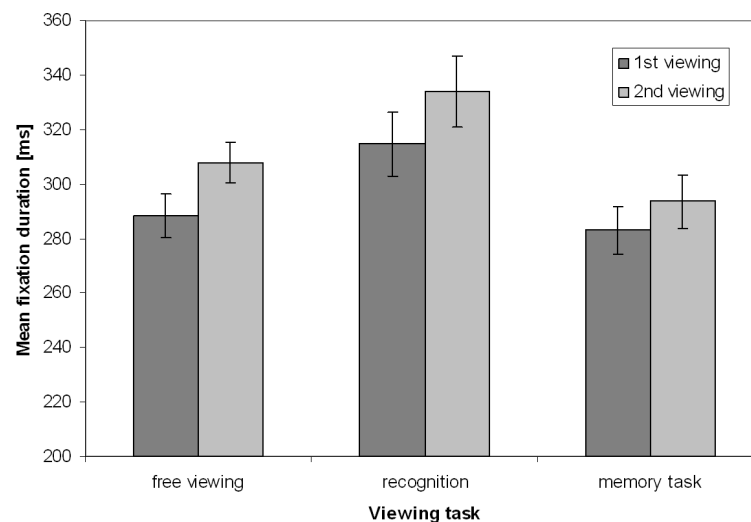 360
340
320
300
280
260
240
220
200
Mean fixation duration [ms]
1st viewing
2nd viewing
free viewing
recognition
memory task
Viewing task